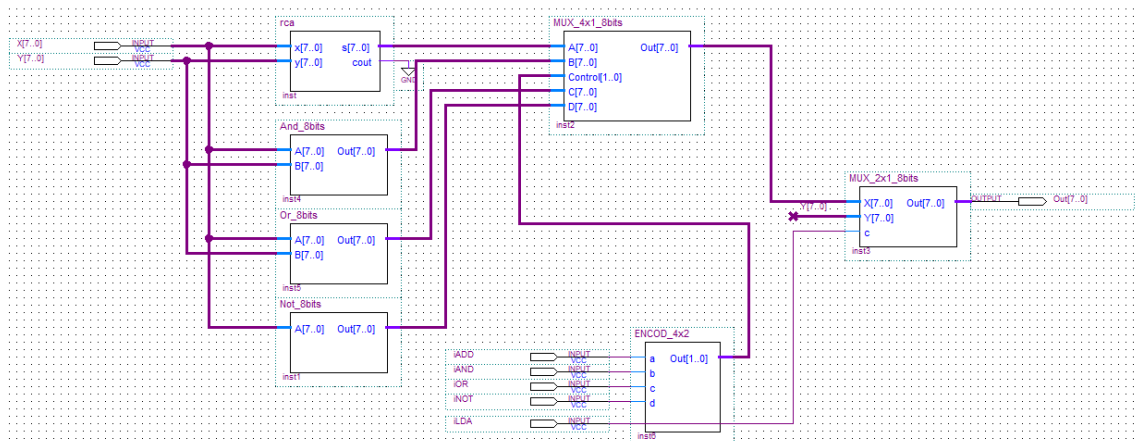 rca
x[7..0] s[7..0]
y[7..0] cout
GND
inst
X[7..0] INPUT VCC
Y[7..0] INPUT VCC
MUX_4x1_8bits
A[7..0] Out[7..0]
B[7..0]
Control[1..0]
C[7..0]
D[7..0]
inst2
And_8bits
A[7..0] Out[7..0]
B[7..0]
inst4
Or_8bits
A[7..0] Out[7..0]
B[7..0]
inst5
Not_8bits
A[7..0] Out[7..0]
inst1
MUX_2x1_8bits
Y[7..0]
X[7..0] Out[7..0]
Y[7..0]
c
inst3
OUTPUT Out[7..0]
ENCOD_4x2
a Out[1..0]
b
c
d
inst6
iADD INPUT VCC
iAND INPUT VCC
iOR INPUT VCC
iNOT INPUT VCC
iLDA INPUT VCC